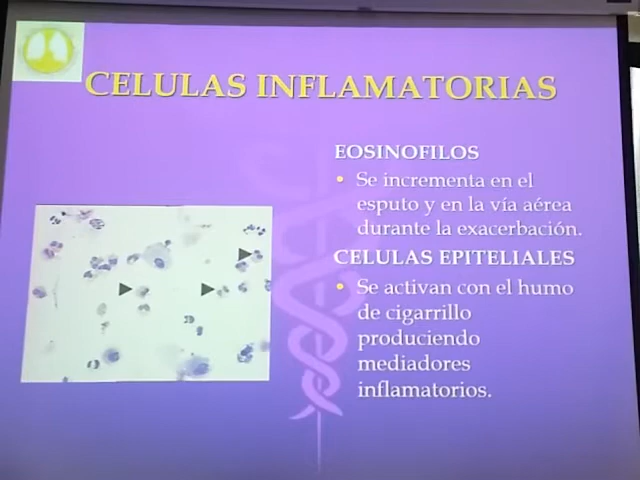 CELULAS INFLAMATORIAS
EOSINOFILOS
• Se incrementa en el
esputo y en la vía aérea
durante la exacerbación.
CELULAS EPITELIALES
• Se activan con el humo
de cigarrillo
produciendo
mediadores
inflamatorios.